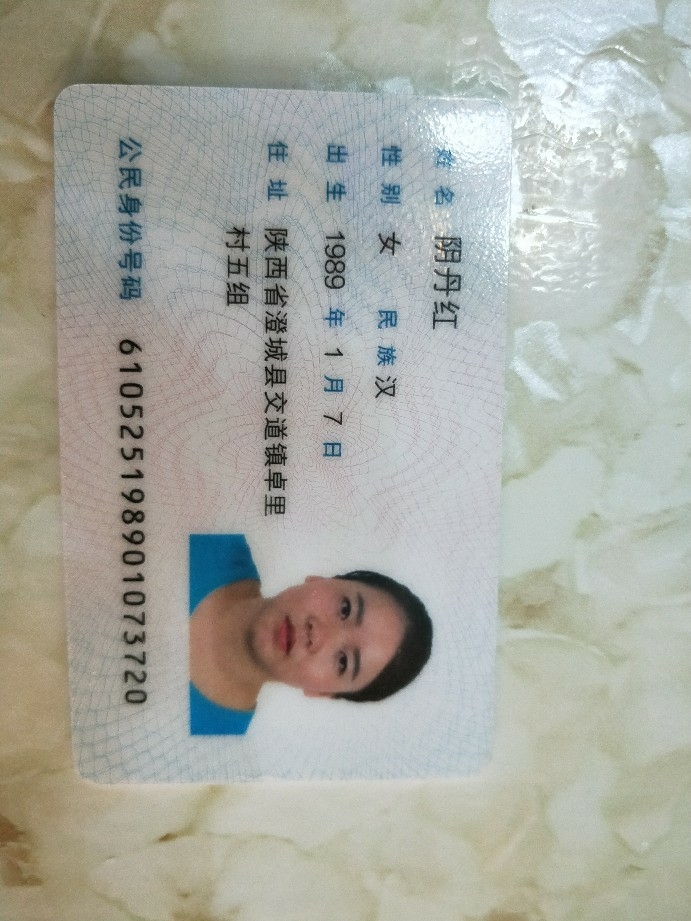 姓名 阴丹红
性别 女 民族 汉
出生 1989 年 1 月 7 日
住址 陕西省澄城县交道镇卓里
村五组
公民身份号码 610525198901073720